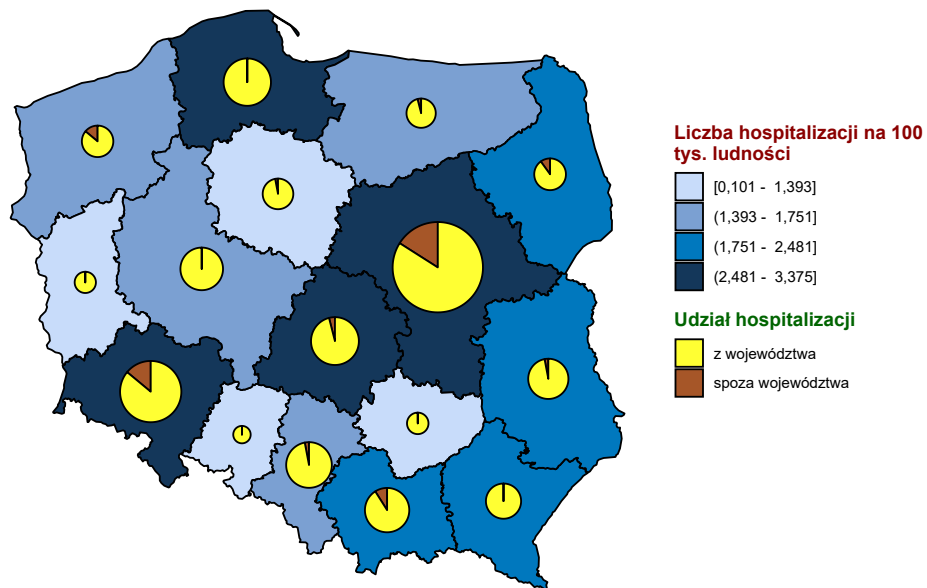 Liczba hospitalizacji na 100
tys. ludności
[0,101 - 1,393]
(1,393 - 1,751]
(1,751 - 2,481]
(2,481 - 3,375]
Udział hospitalizacji
z województwa
spoza województwa